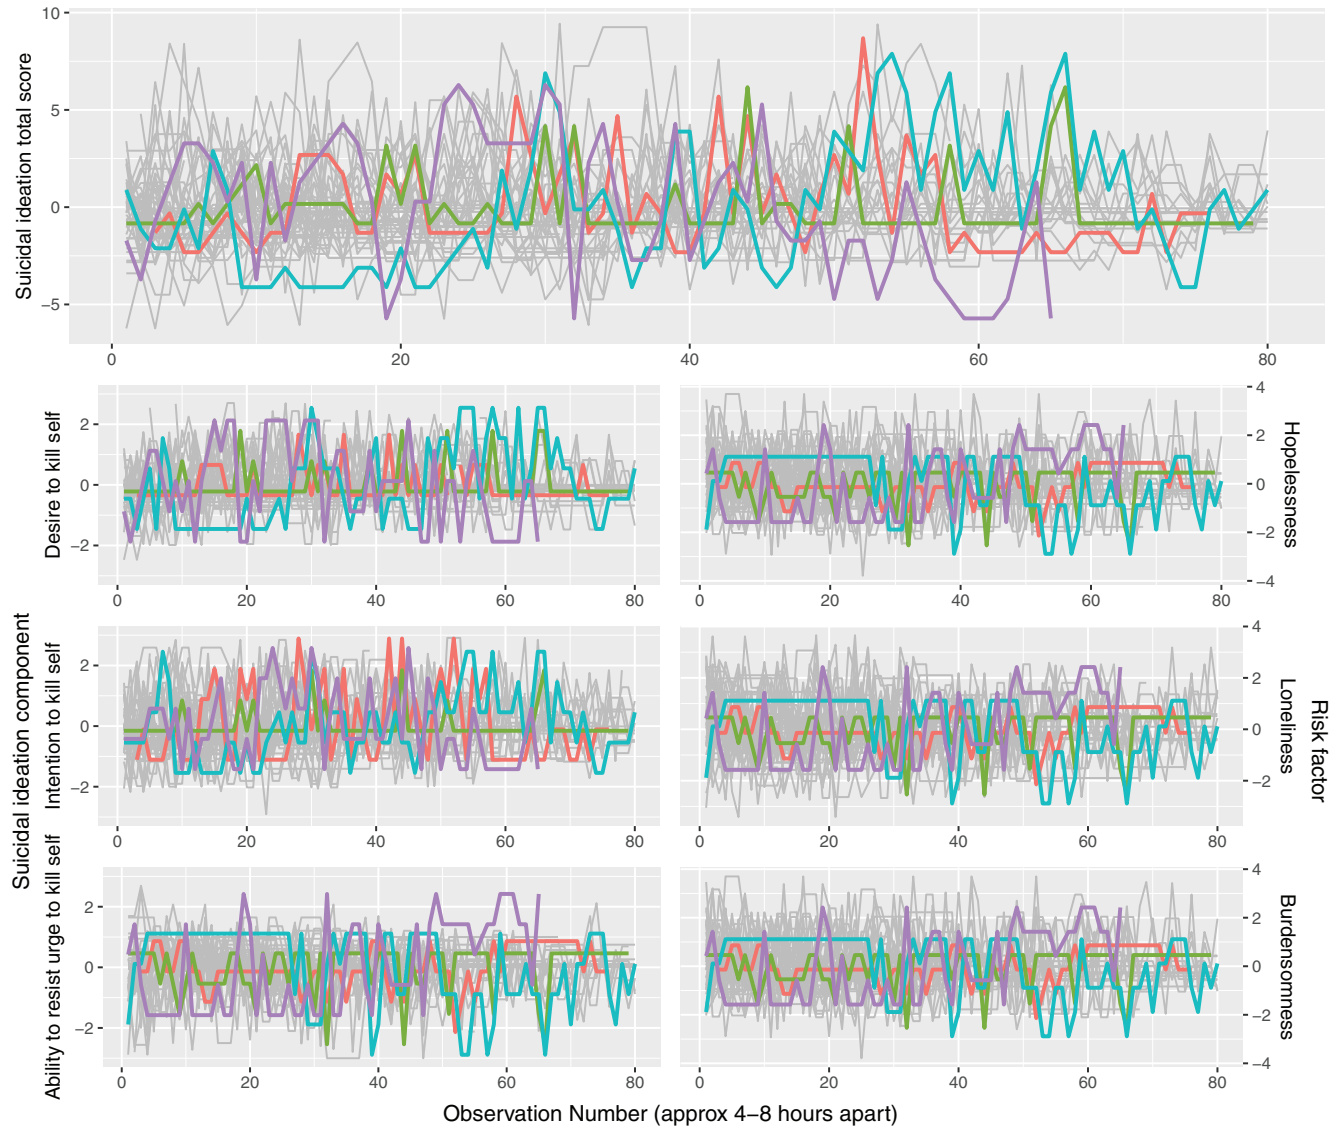 10
5
0
−5
Suicidal ideation total score
0 20 40 60 80
2
0
−2
Desire to kill self
0 20 40 60 80
4
2
0
−2
−4
Hopelessness
0 20 40 60 80
Suicidal ideation component
2
0
−2
Intention to kill self
0 20 40 60 80
4
2
0
−2
Loneliness
Risk factor
0 20 40 60 80
2
0
−2
Ability to resist urge to kill self
0 20 40 60 80
4
2
0
−2
−4
Burdensomness
0 20 40 60 80
Observation Number (approx 4−8 hours apart)